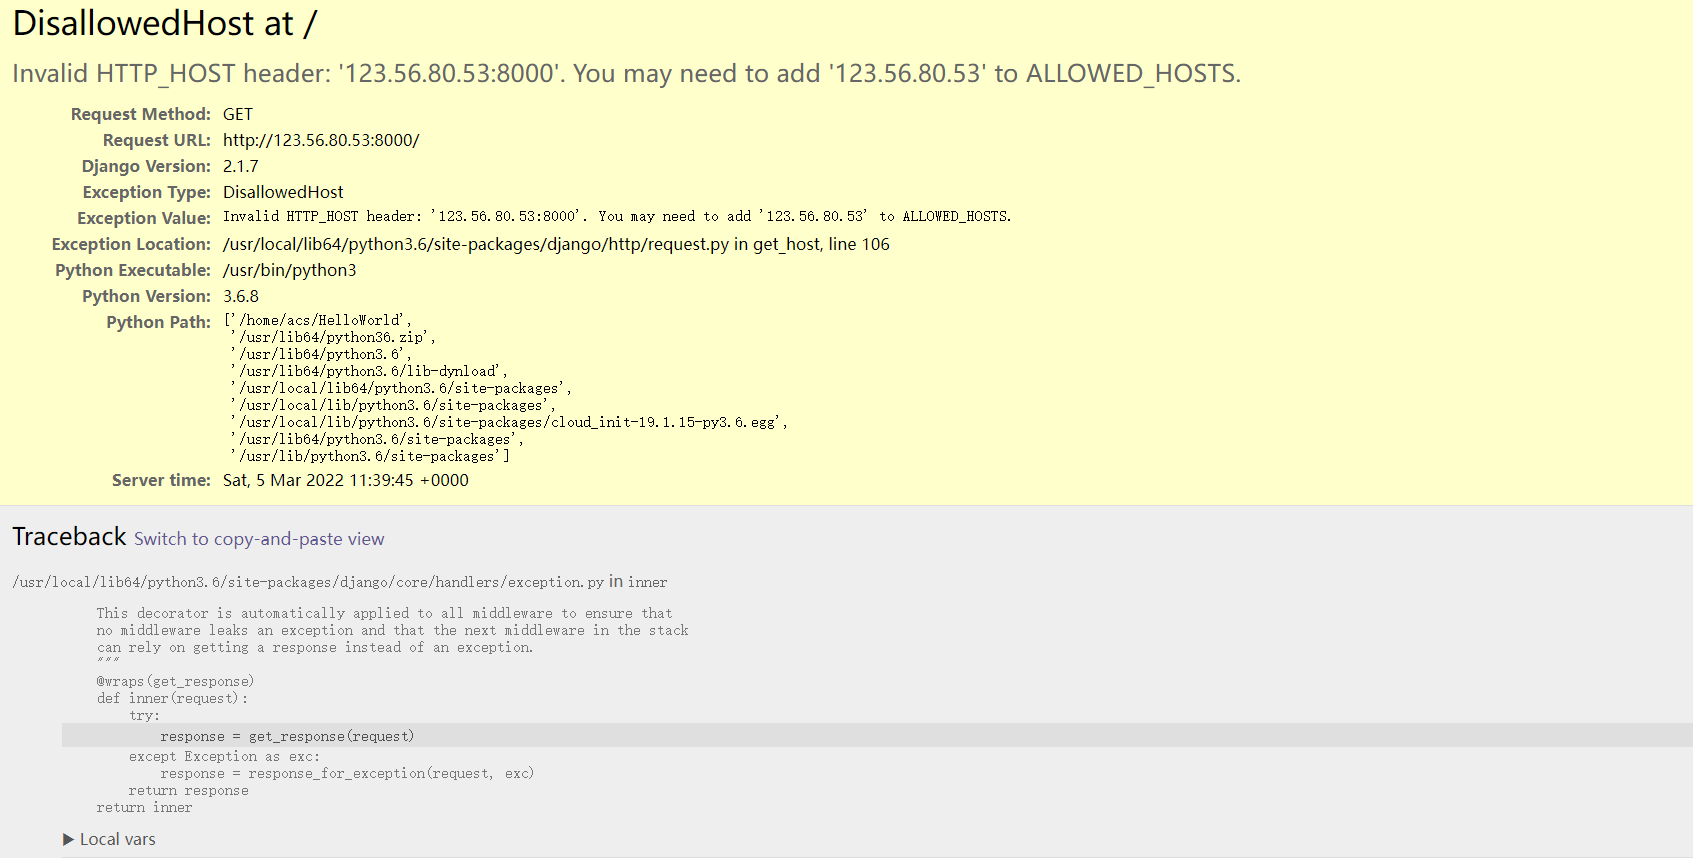 DisallowedHost at /
Invalid HTTP_HOST header: '123.56.80.53:8000'. You may need to add '123.56.80.53' to ALLOWED_HOSTS.
Request Method: GET
Request URL: http://123.56.80.53:8000/
Django Version: 2.1.7
Exception Type: DisallowedHost
Exception Value: Invalid HTTP_HOST header: '123.56.80.53:8000'. You may need to add '123.56.80.53' to ALLOWED_HOSTS.
Exception Location: /usr/local/lib64/python3.6/site-packages/django/http/request.py in get_host, line 106
Python Executable: /usr/bin/python3
Python Version: 3.6.8
Python Path: ['/home/acs/HelloWorld',
'/usr/lib64/python36.zip',
'/usr/lib64/python3.6',
'/usr/lib64/python3.6/lib-dynload',
'/usr/local/lib64/python3.6/site-packages',
'/usr/local/lib/python3.6/site-packages',
'/usr/local/lib/python3.6/site-packages/cloud_init-19.1.15-py3.6.egg',
'/usr/lib64/python3.6/site-packages',
'/usr/lib/python3.6/site-packages']
Server time: Sat, 5 Mar 2022 11:39:45 +0000
Traceback Switch to copy-and-paste view
/usr/local/lib64/python3.6/site-packages/django/core/handlers/exception.py in inner
This decorator is automatically applied to all middleware to ensure that
no middleware leaks an exception and that the next middleware in the stack
can rely on getting a response instead of an exception.
"""
@wraps(get_response)
def inner(request):
try:
response = get_response(request)
except Exception as exc:
response = response_for_exception(request, exc)
return response
return inner
▶ Local vars